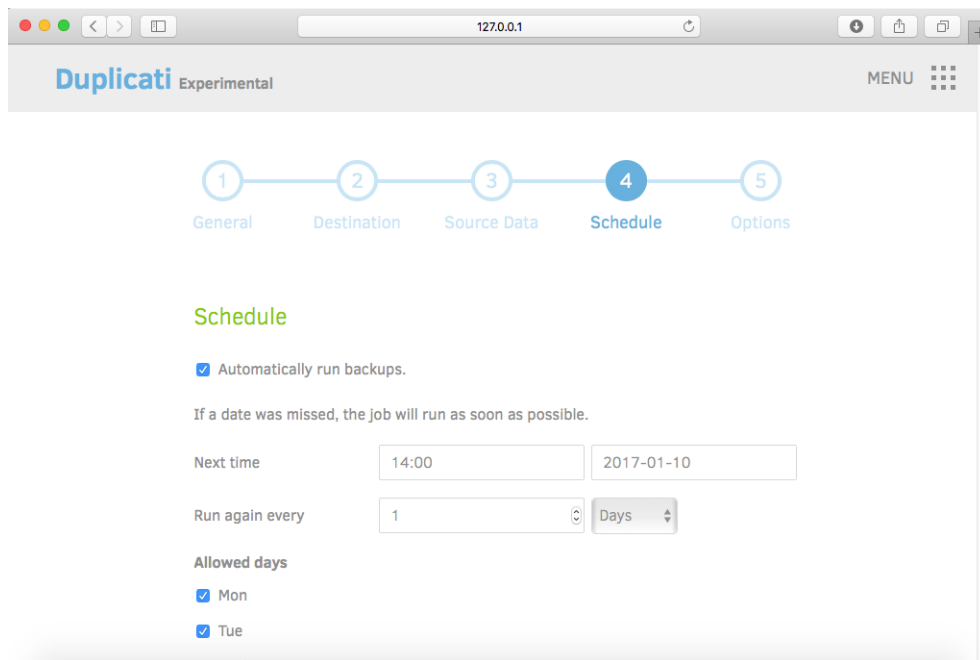 127.0.0.1
Duplicati Experimental
MENU
1 2 3 4 5
General Destination Source Data Schedule Options
Schedule
Automatically run backups.
If a date was missed, the job will run as soon as possible.
Next time 14:00 2017-01-10
Run again every 1 Days
Allowed days
Mon
Tue